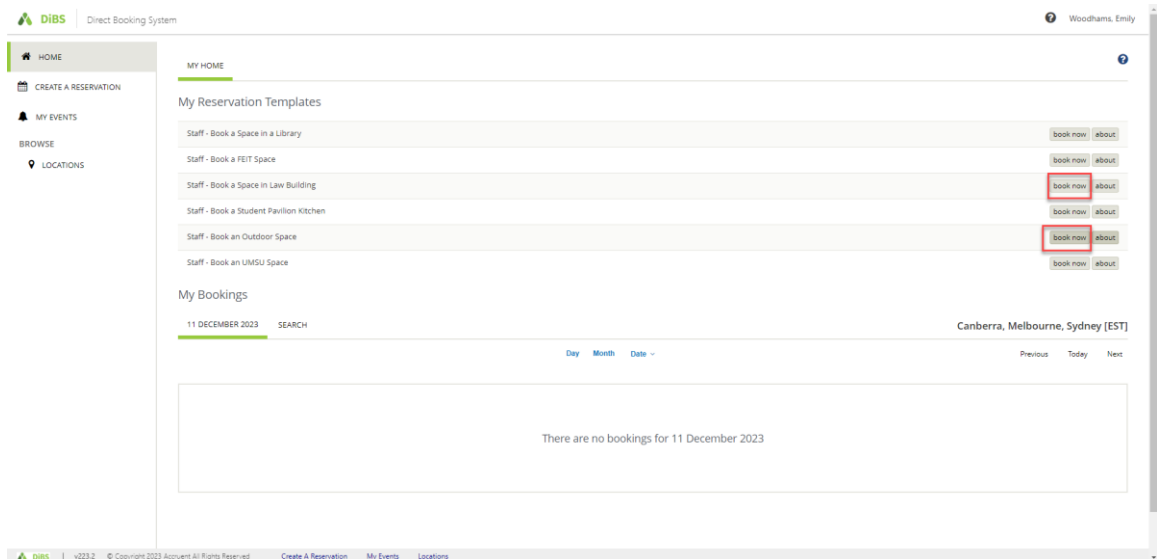 DiBS Direct Booking System
Woodhams, Emily
HOME
CREATE A RESERVATION
MY EVENTS
BROWSE
LOCATIONS
MY HOME
My Reservation Templates
Staff - Book a Space in a Library book now about
Staff - Book a FEIT Space book now about
Staff - Book a Space in Law Building book now about
Staff - Book a Student Pavilion Kitchen book now about
Staff - Book an Outdoor Space book now about
Staff - Book an UMSU Space book now about
My Bookings
11 DECEMBER 2023 SEARCH Canberra, Melbourne, Sydney [EST]
Day Month Date Previous Today Next
There are no bookings for 11 December 2023
DiBS | v223.2 © Copyright 2023 Accruent All Rights Reserved Create A Reservation My Events Locations